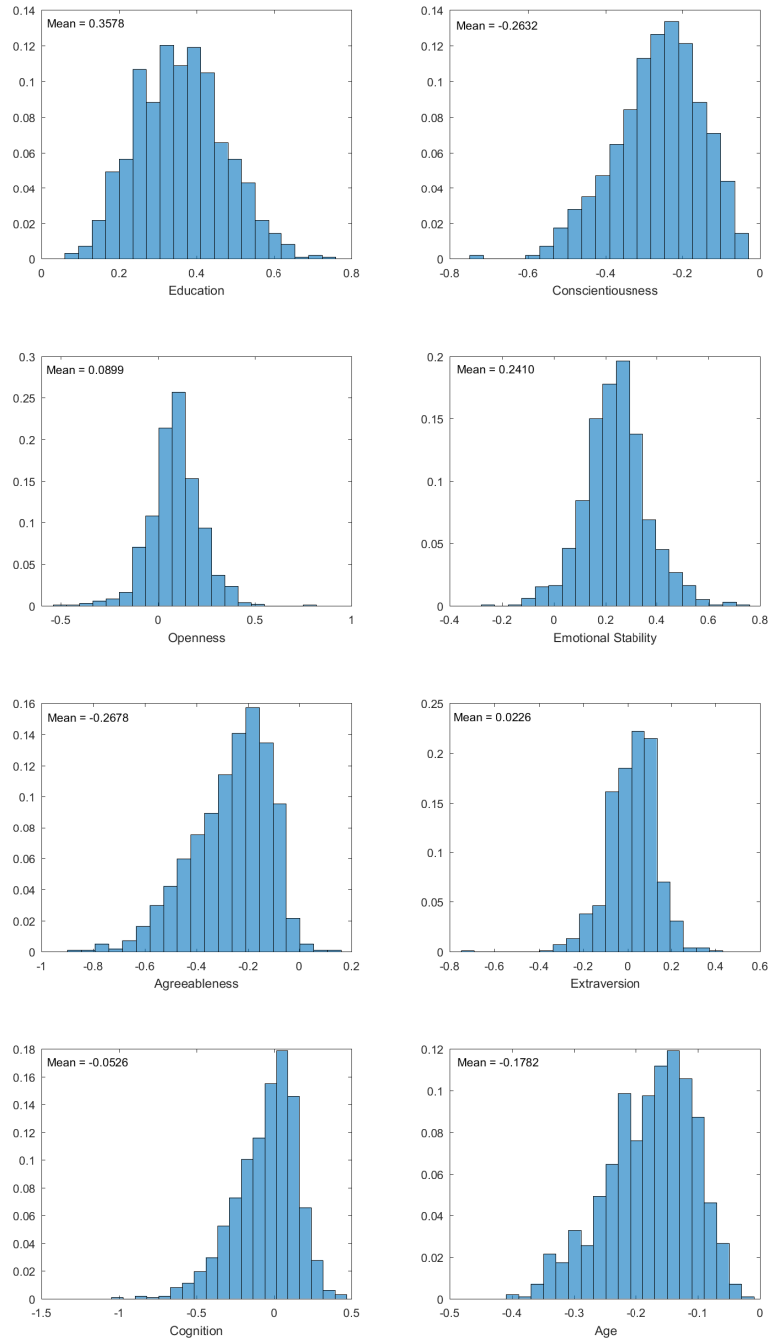 Mean = 0.3578
0.14
0.12
0.1
0.08
0.06
0.04
0.02
0
0 0.2 0.4 0.6 0.8
Education
Mean = -0.2632
0.14
0.12
0.1
0.08
0.06
0.04
0.02
0
-0.8 -0.6 -0.4 -0.2 0
Conscientiousness
Mean = 0.0899
0.3
0.25
0.2
0.15
0.1
0.05
0
-0.5 0 0.5 1
Openness
Mean = 0.2410
0.2
0.15
0.1
0.05
0
-0.4 -0.2 0 0.2 0.4 0.6 0.8
Emotional Stability
Mean = -0.2678
0.16
0.14
0.12
0.1
0.08
0.06
0.04
0.02
0
-1 -0.8 -0.6 -0.4 -0.2 0 0.2
Agreeableness
Mean = 0.0226
0.25
0.2
0.15
0.1
0.05
0
-0.8 -0.6 -0.4 -0.2 0 0.2 0.4 0.6
Extraversion
Mean = -0.0526
0.18
0.16
0.14
0.12
0.1
0.08
0.06
0.04
0.02
0
-1.5 -1 -0.5 0 0.5
Cognition
Mean = -0.1782
0.12
0.1
0.08
0.06
0.04
0.02
0
-0.5 -0.4 -0.3 -0.2 -0.1 0
Age